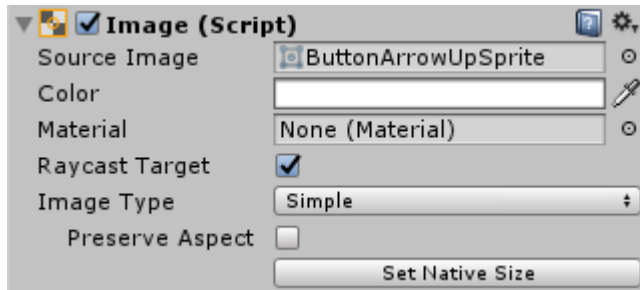 Image (Script)
Source Image ButtonArrowUpSprite
Color
Material None (Material)
Raycast Target
Image Type Simple
Preserve Aspect
Set Native Size